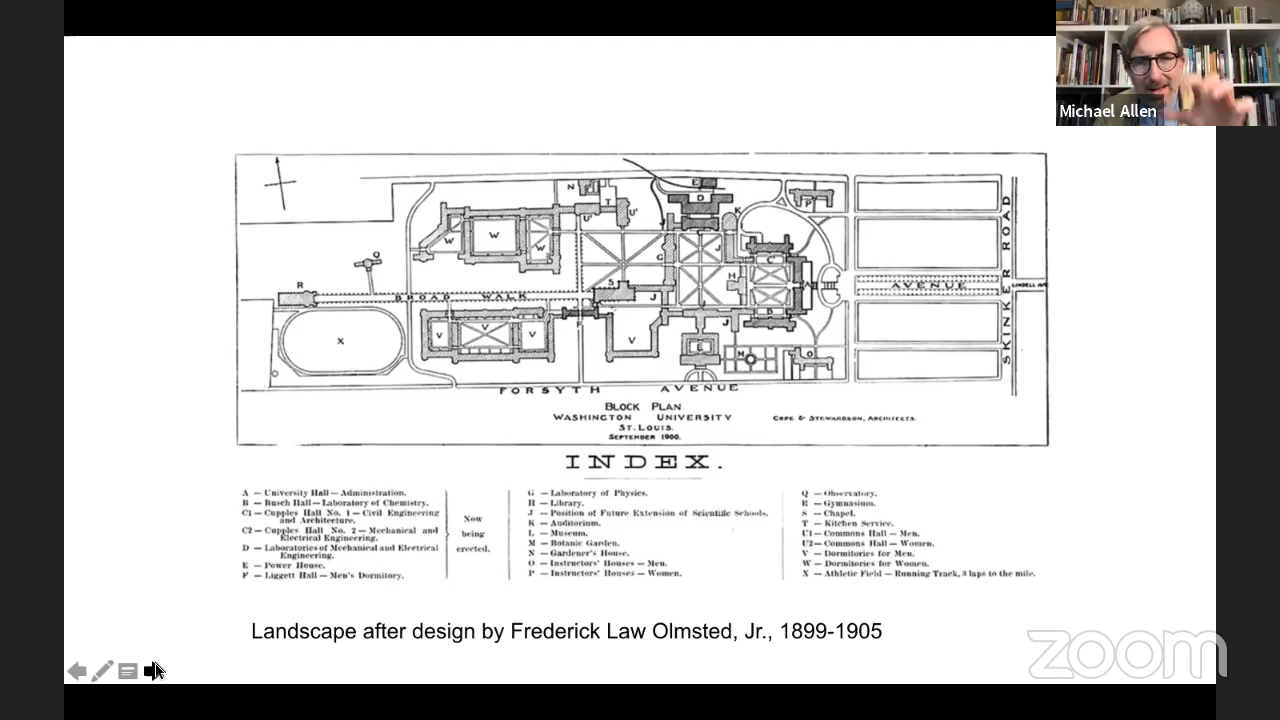 Michael Allen
N
E
D
P
T
U'
U'
K
J
W
W
W
Q
G
J
C'
H
A
R
BROAD WALK
S
J
AVENUE
LINDELL AVE
SKINKER ROAD
X
V
V
V
F
V
J
B
L
M
O
FORSYTH AVENUE
BLOCK PLAN
WASHINGTON UNIVERSITY
ST. LOUIS.
SEPTEMBER 1900.
COPE & STEWARDSON, ARCHITECTS.
INDEX.
A — University Hall — Administration.
B — Busch Hall — Laboratory of Chemistry.
C1 — Cupples Hall No. 1 — Civil Engineering
and Architecture.
C2 — Cupples Hall No. 2 — Mechanical and
Electrical Engineering.
D — Laboratories of Mechanical and Electrical
Engineering.
E — Power House.
F — Liggett Hall — Men's Dormitory.
Now
being
erected.
G — Laboratory of Physics.
H — Library.
J — Position of Future Extension of Scientific Schools.
K — Auditorium.
L — Museum.
M — Botanic Garden.
N — Gardener's House.
O — Instructors' Houses — Men.
P — Instructors' Houses — Women.
Q — Observatory.
R — Gymnasium.
S — Chapel.
T — Kitchen Service.
U1 — Commons Hall — Men.
U2 — Commons Hall — Women.
V — Dormitories for Men.
W — Dormitories for Women.
X — Athletic Field — Running Track, 3 laps to the mile.
Landscape after design by Frederick Law Olmsted, Jr., 1899-1905
zoom